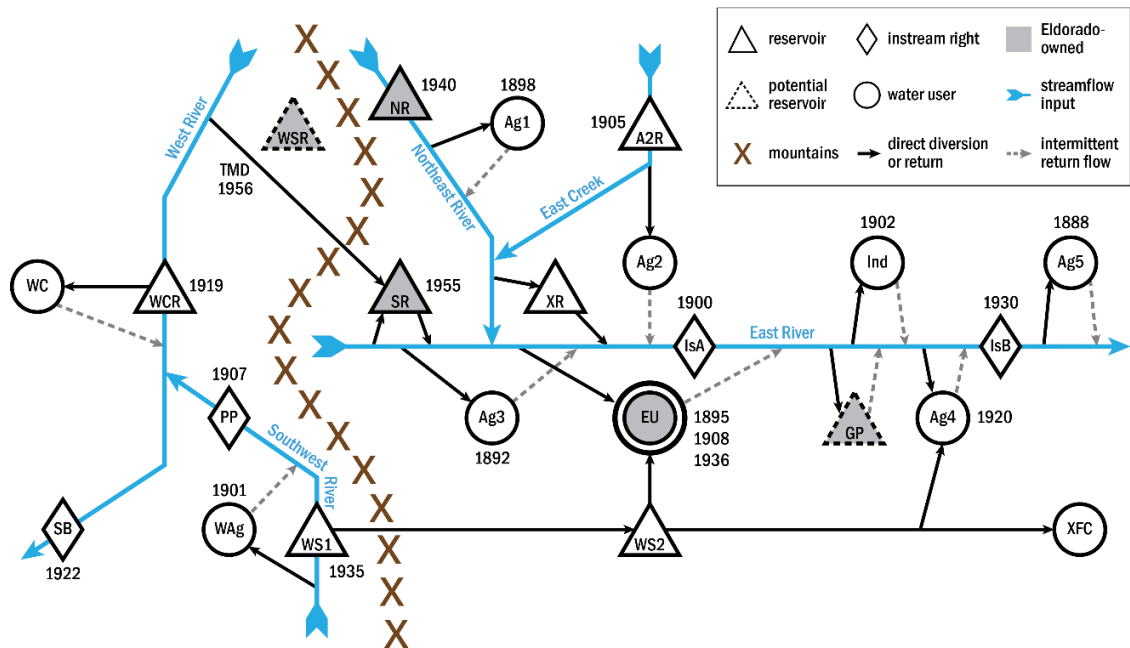 reservoir
instream right
Eldorado-
owned
potential
reservoir
water user
streamflow
input
mountains
direct diversion
or return
intermittent
return flow
West River
WSR
NR
1940
1898
Ag1
1905
A2R
TMD
1956
Northeast River
East Creek
WC
WCR
1919
SR
1955
XR
Ag2
1902
Ind
1888
Ag5
1900
IsA
East River
1930
IsB
1907
PP
Ag3
1892
EU
1895
1908
1936
GP
Ag4
1920
Southwest
River
1901
WAg
SB
1922
WS1
1935
WS2
XFC